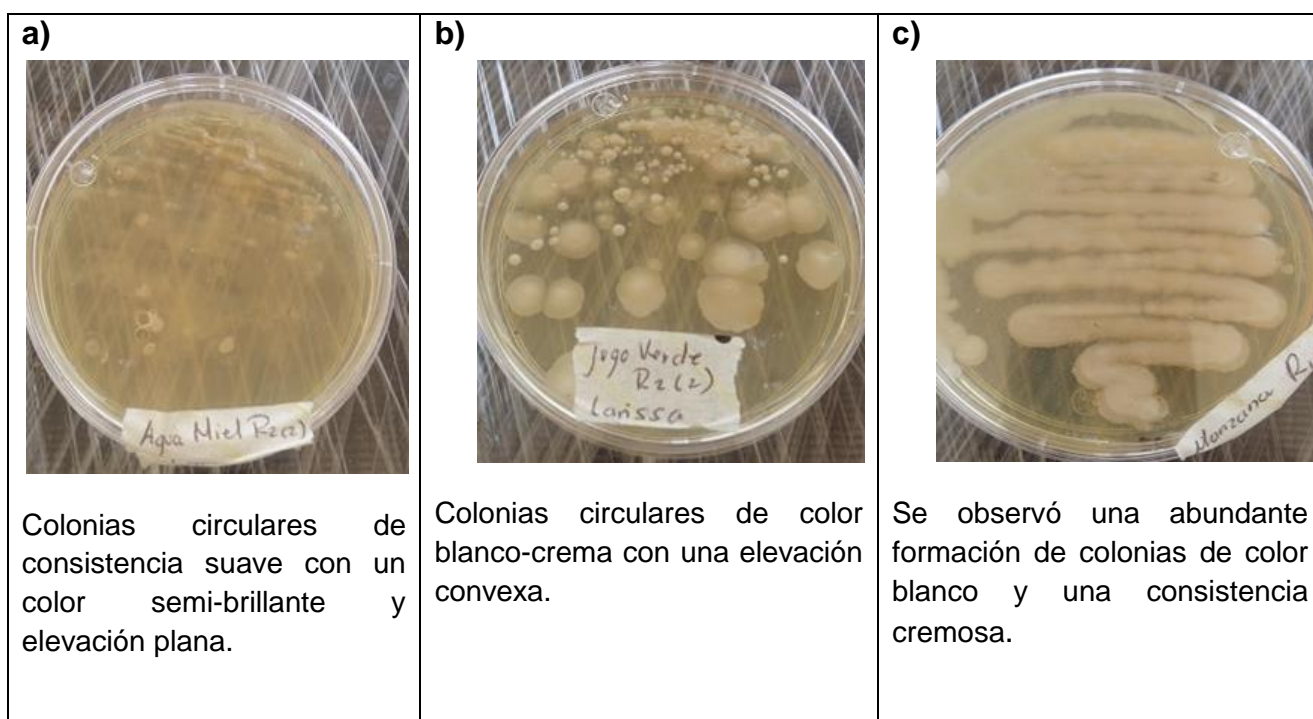 a)
Agua Miel R2(2)
Colonias circulares de
consistencia suave con un
color semi-brillante y
elevación plana.
b)
Jugo Verde
R2(2)
Larissa
Colonias circulares de color
blanco-crema con una elevación
convexa.
c)
Manzana
Se observó una abundante
formación de colonias de color
blanco y una consistencia
cremosa.